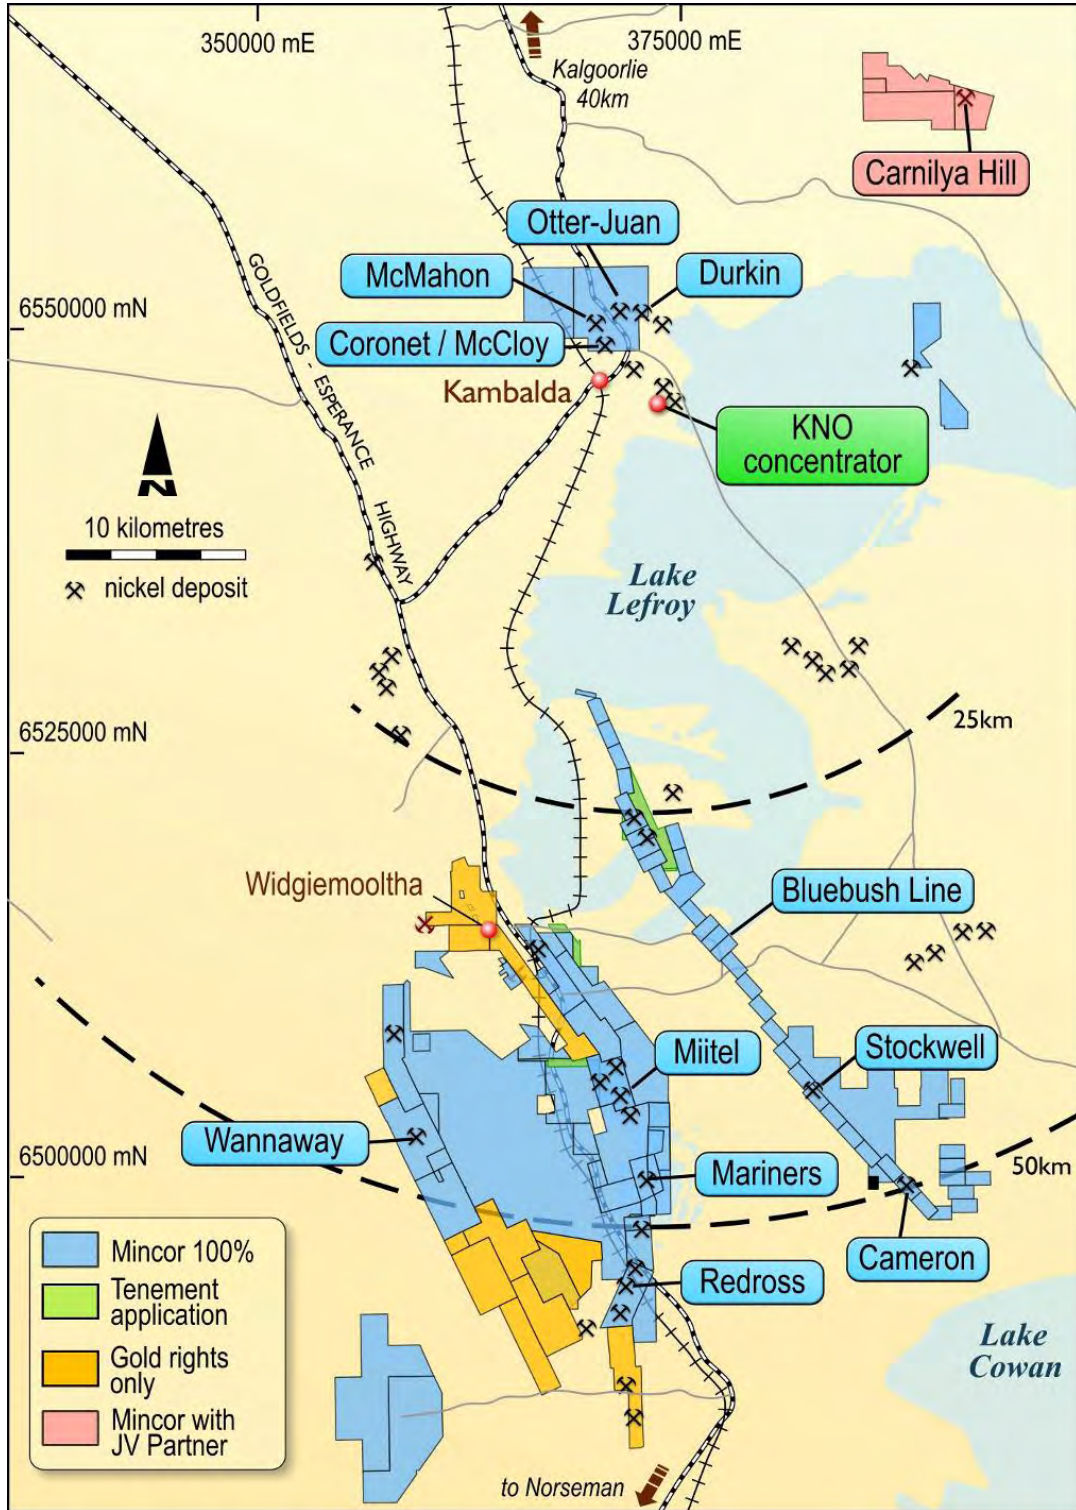 350000 mE
375000 mE
Kalgoorlie
40km
Carnilya Hill
Otter-Juan
McMahon
Durkin
6550000 mN
Coronet / McCloy
Kambalda
KNO
concentrator
GOLDFIELDS - ESPERANCE HIGHWAY
N
10 kilometres
nickel deposit
Lake
Lefroy
25km
6525000 mN
Widgiemooltha
Bluebush Line
Miitel
Stockwell
Wannaway
6500000 mN
Mariners
50km
Cameron
Redross
Mincor 100%
Tenement
application
Gold rights
only
Mincor with
JV Partner
Lake
Cowan
to Norseman